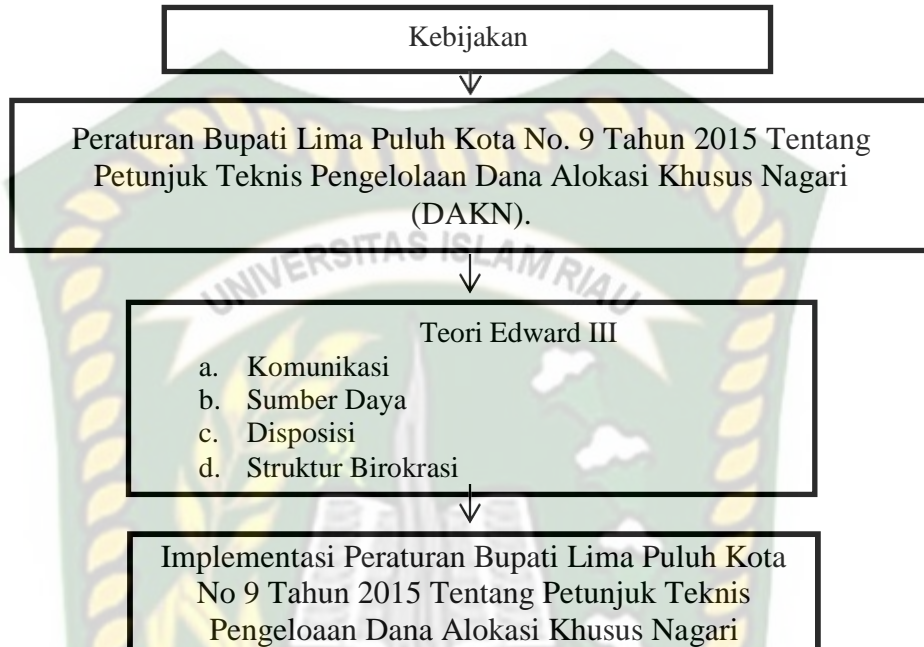 Kebijakan
Peraturan Bupati Lima Puluh Kota No. 9 Tahun 2015 Tentang
Petunjuk Teknis Pengelolaan Dana Alokasi Khusus Nagari
(DAKN).
UNIVERSITAS ISLAM RIAU
Teori Edward III
a. Komunikasi
b. Sumber Daya
c. Disposisi
d. Struktur Birokrasi
Implementasi Peraturan Bupati Lima Puluh Kota
No 9 Tahun 2015 Tentang Petunjuk Teknis
Pengeloaan Dana Alokasi Khusus Nagari